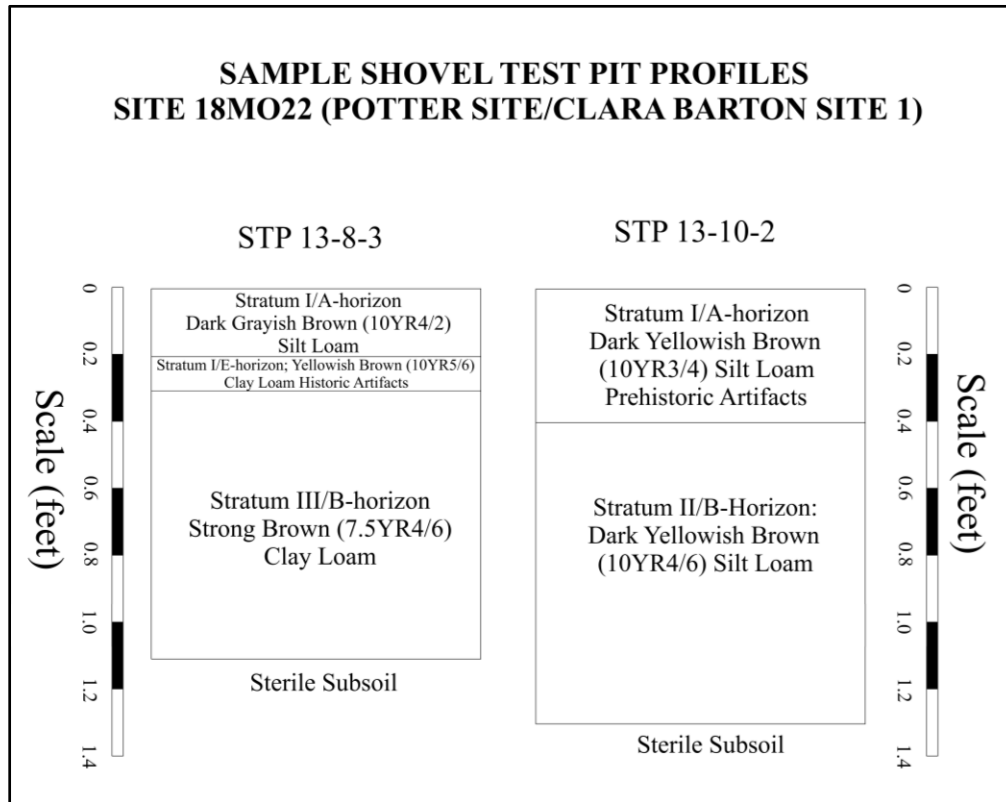 SAMPLE SHOVEL TEST PIT PROFILES
SITE 18MO22 (POTTER SITE/CLARA BARTON SITE 1)
STP 13-8-3
Stratum I/A-horizon
Dark Grayish Brown (10YR4/2)
Silt Loam
Stratum I/E-horizon; Yellowish Brown (10YR5/6)
Clay Loam Historic Artifacts
Stratum III/B-horizon
Strong Brown (7.5YR4/6)
Clay Loam
Sterile Subsoil
STP 13-10-2
Stratum I/A-horizon
Dark Yellowish Brown
(10YR3/4) Silt Loam
Prehistoric Artifacts
Stratum II/B-Horizon:
Dark Yellowish Brown
(10YR4/6) Silt Loam
Sterile Subsoil
Scale (feet)
0
0.2
0.4
0.6
0.8
1.0
1.2
1.4
Scale (feet)
0
0.2
0.4
0.6
0.8
1.0
1.2
1.4